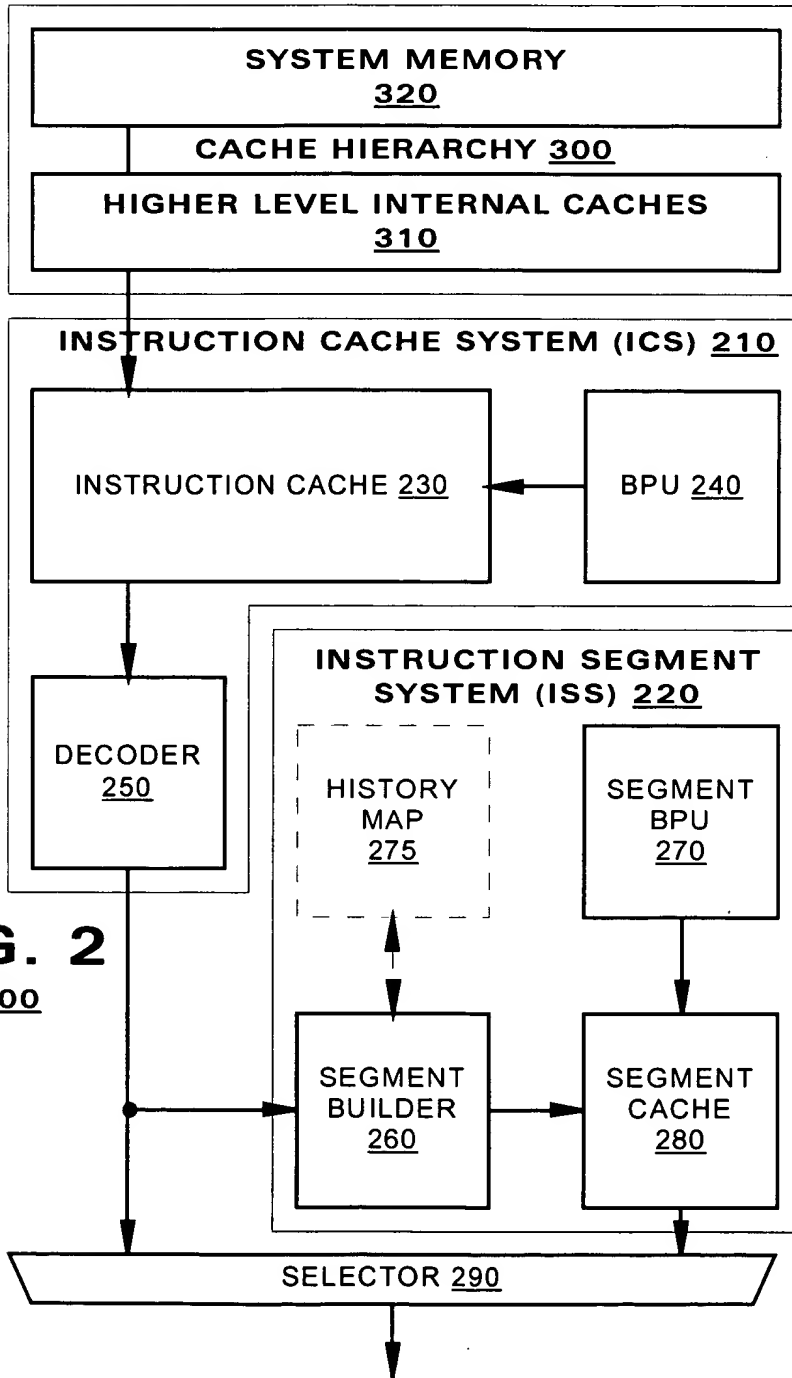 SYSTEM MEMORY
320
CACHE HIERARCHY 300
HIGHER LEVEL INTERNAL CACHES
310
INSTRUCTION CACHE SYSTEM (ICS) 210
INSTRUCTION CACHE 230
BPU 240
INSTRUCTION SEGMENT
SYSTEM (ISS) 220
DECODER
250
HISTORY
MAP
275
SEGMENT
BPU
270
G. 2
00
SEGMENT
BUILDER
260
SEGMENT
CACHE
280
SELECTOR 290